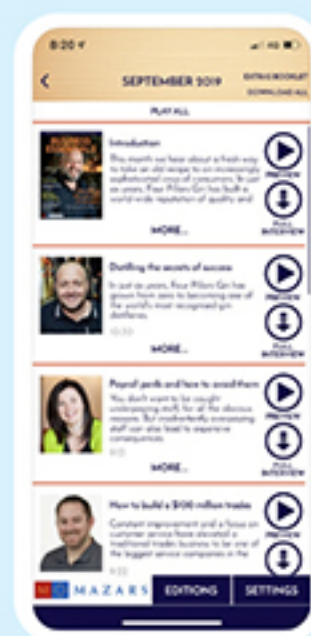 8:20
SEPTEMBER 2019
EXTRAS BOOKLET
DOWNLOAD ALL
PLAY ALL
Introduction
This month we hear about a fresh way
to take an old recipe to an increasingly
sophisticated crop of consumers. In just
six years, Four Pillars Gin has built a
world-wide reputation of quality and
MORE...
PREVIEW
FULL
INTERVIEW
Distilling the secrets of success
In just six years, Four Pillars Gin has
grown from zero to becoming one of
the world's most recognised gin
distilleries.
MORE...
PREVIEW
FULL
INTERVIEW
Payroll perils and how to avoid them
You don't want to be caught
underpaying staff, for all the obvious
reasons. But inadvertently overpaying
staff can also lead to expensive
consequences.
MORE...
PREVIEW
FULL
INTERVIEW
How to build a $100 million tradie
Constant improvement and a focus on
customer service have elevated a
traditional trades business to be one of
the biggest service companies in the
PREVIEW
MAZARS
EDITIONS
SETTINGS